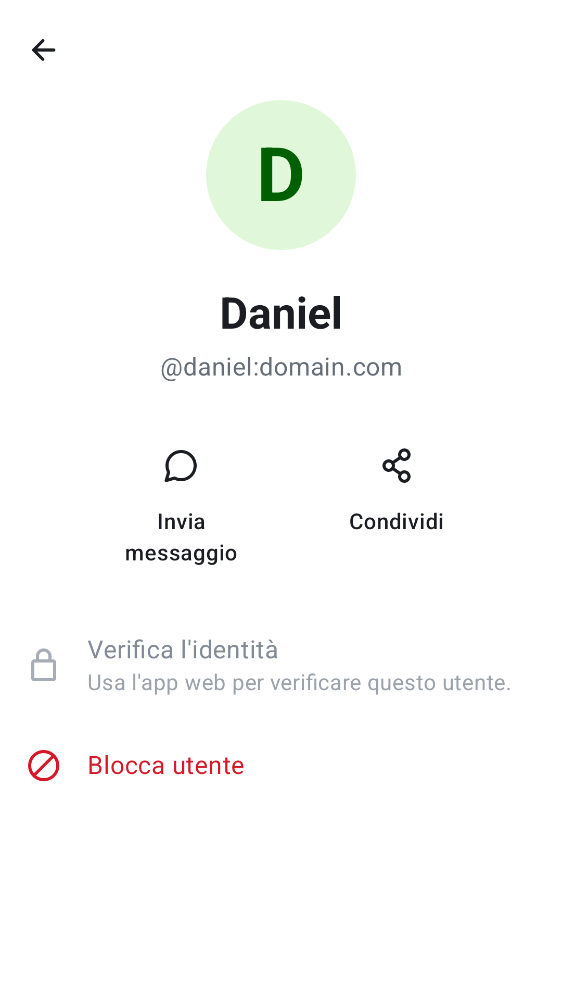 D
Daniel
@daniel:domain.com
Invia
messaggio
Condividi
Verifica l'identità
Usa l'app web per verificare questo utente.
Blocca utente